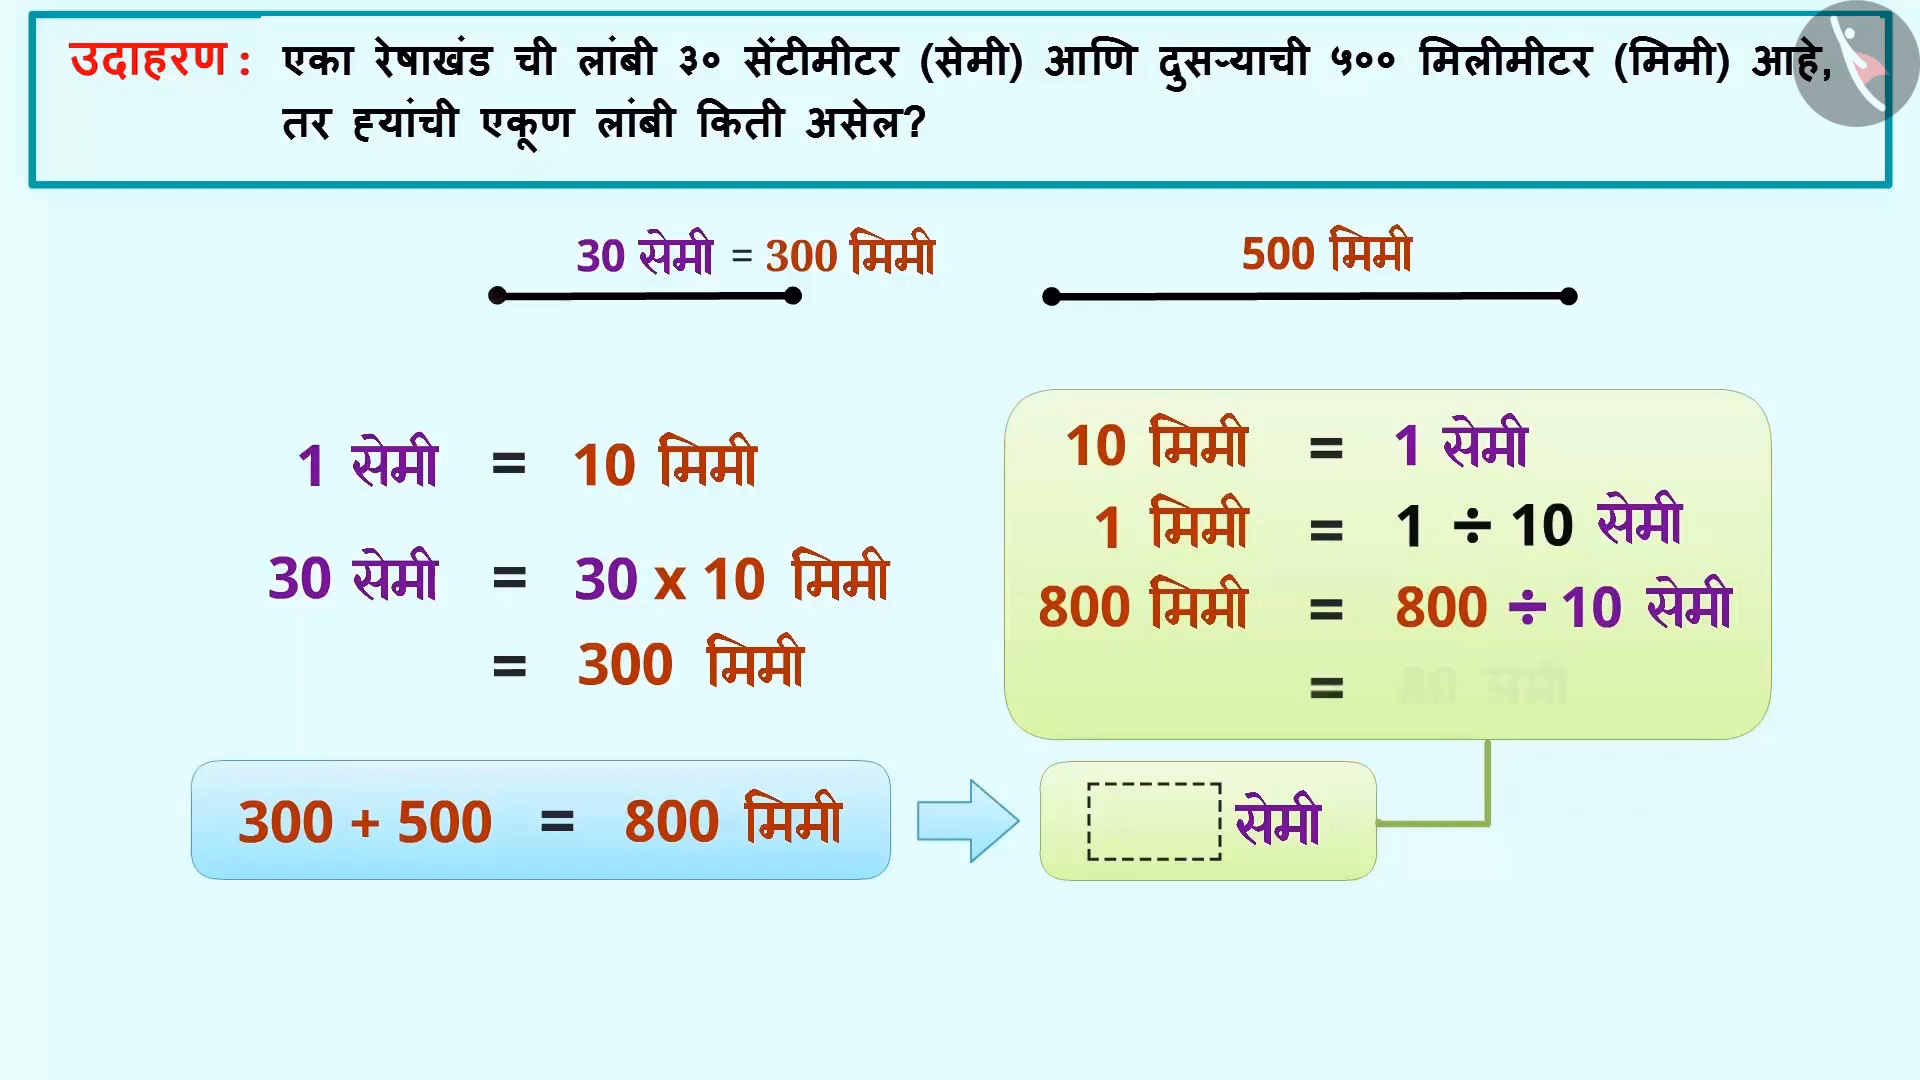 उदाहरण : एका रेषाखंड ची लांबी ३० सेंटीमीटर (सेमी) आणि दुसऱ्याची ५०० मिलीमीटर (मिमी) आहे,
तर ह्यांची एकूण लांबी किती असेल?
30 सेमी = 300 मिमी
500 मिमी
1 सेमी = 10 मिमी
30 सेमी = 30 x 10 मिमी
= 300 मिमी
10 मिमी = 1 सेमी
1 मिमी = 1 ÷ 10 सेमी
800 मिमी = 800 ÷ 10 सेमी
= 80 सेमी
300 + 500 = 800 मिमी
सेमी